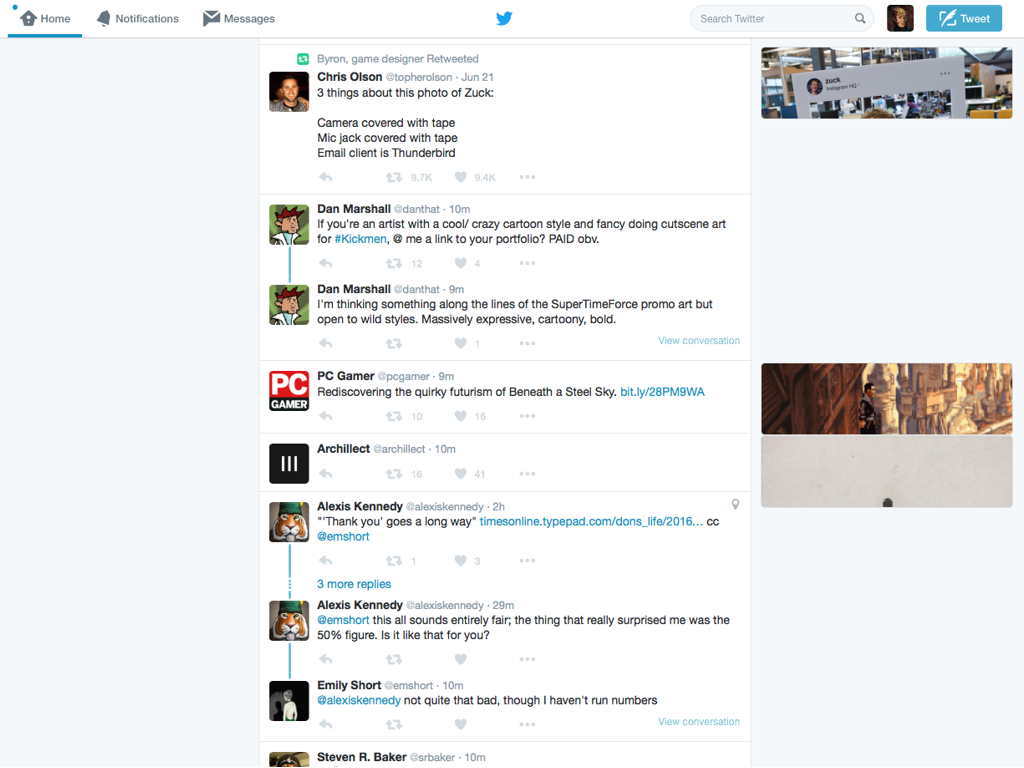 Home Notifications Messages Search Twitter Tweet
Byron, game designer Retweeted
Chris Olson @topherolson · Jun 21
3 things about this photo of Zuck:
Camera covered with tape
Mic jack covered with tape
Email client is Thunderbird
9.7K 9.4K
zuck
Instagram HQ
Dan Marshall @danthat · 10m
If you're an artist with a cool/ crazy cartoon style and fancy doing cutscene art
for #Kickmen, @ me a link to your portfolio? PAID obv.
12 4
Dan Marshall @danthat · 9m
I'm thinking something along the lines of the SuperTimeForce promo art but
open to wild styles. Massively expressive, cartoony, bold.
1
View conversation
PC
GAMER
PC Gamer @pcgamer · 9m
Rediscovering the quirky futurism of Beneath a Steel Sky. bit.ly/28PM9WA
10 16
Archillect @archillect · 10m
16 41
Alexis Kennedy @alexiskennedy · 2h
"'Thank you' goes a long way" timesonline.typepad.com/dons_life/2016... cc
@emshort
1 3
3 more replies
Alexis Kennedy @alexiskennedy · 29m
@emshort this all sounds entirely fair; the thing that really surprised me was the
50% figure. Is it like that for you?
Emily Short @emshort · 10m
@alexiskennedy not quite that bad, though I haven't run numbers
View conversation
Steven R. Baker @srbaker · 10m